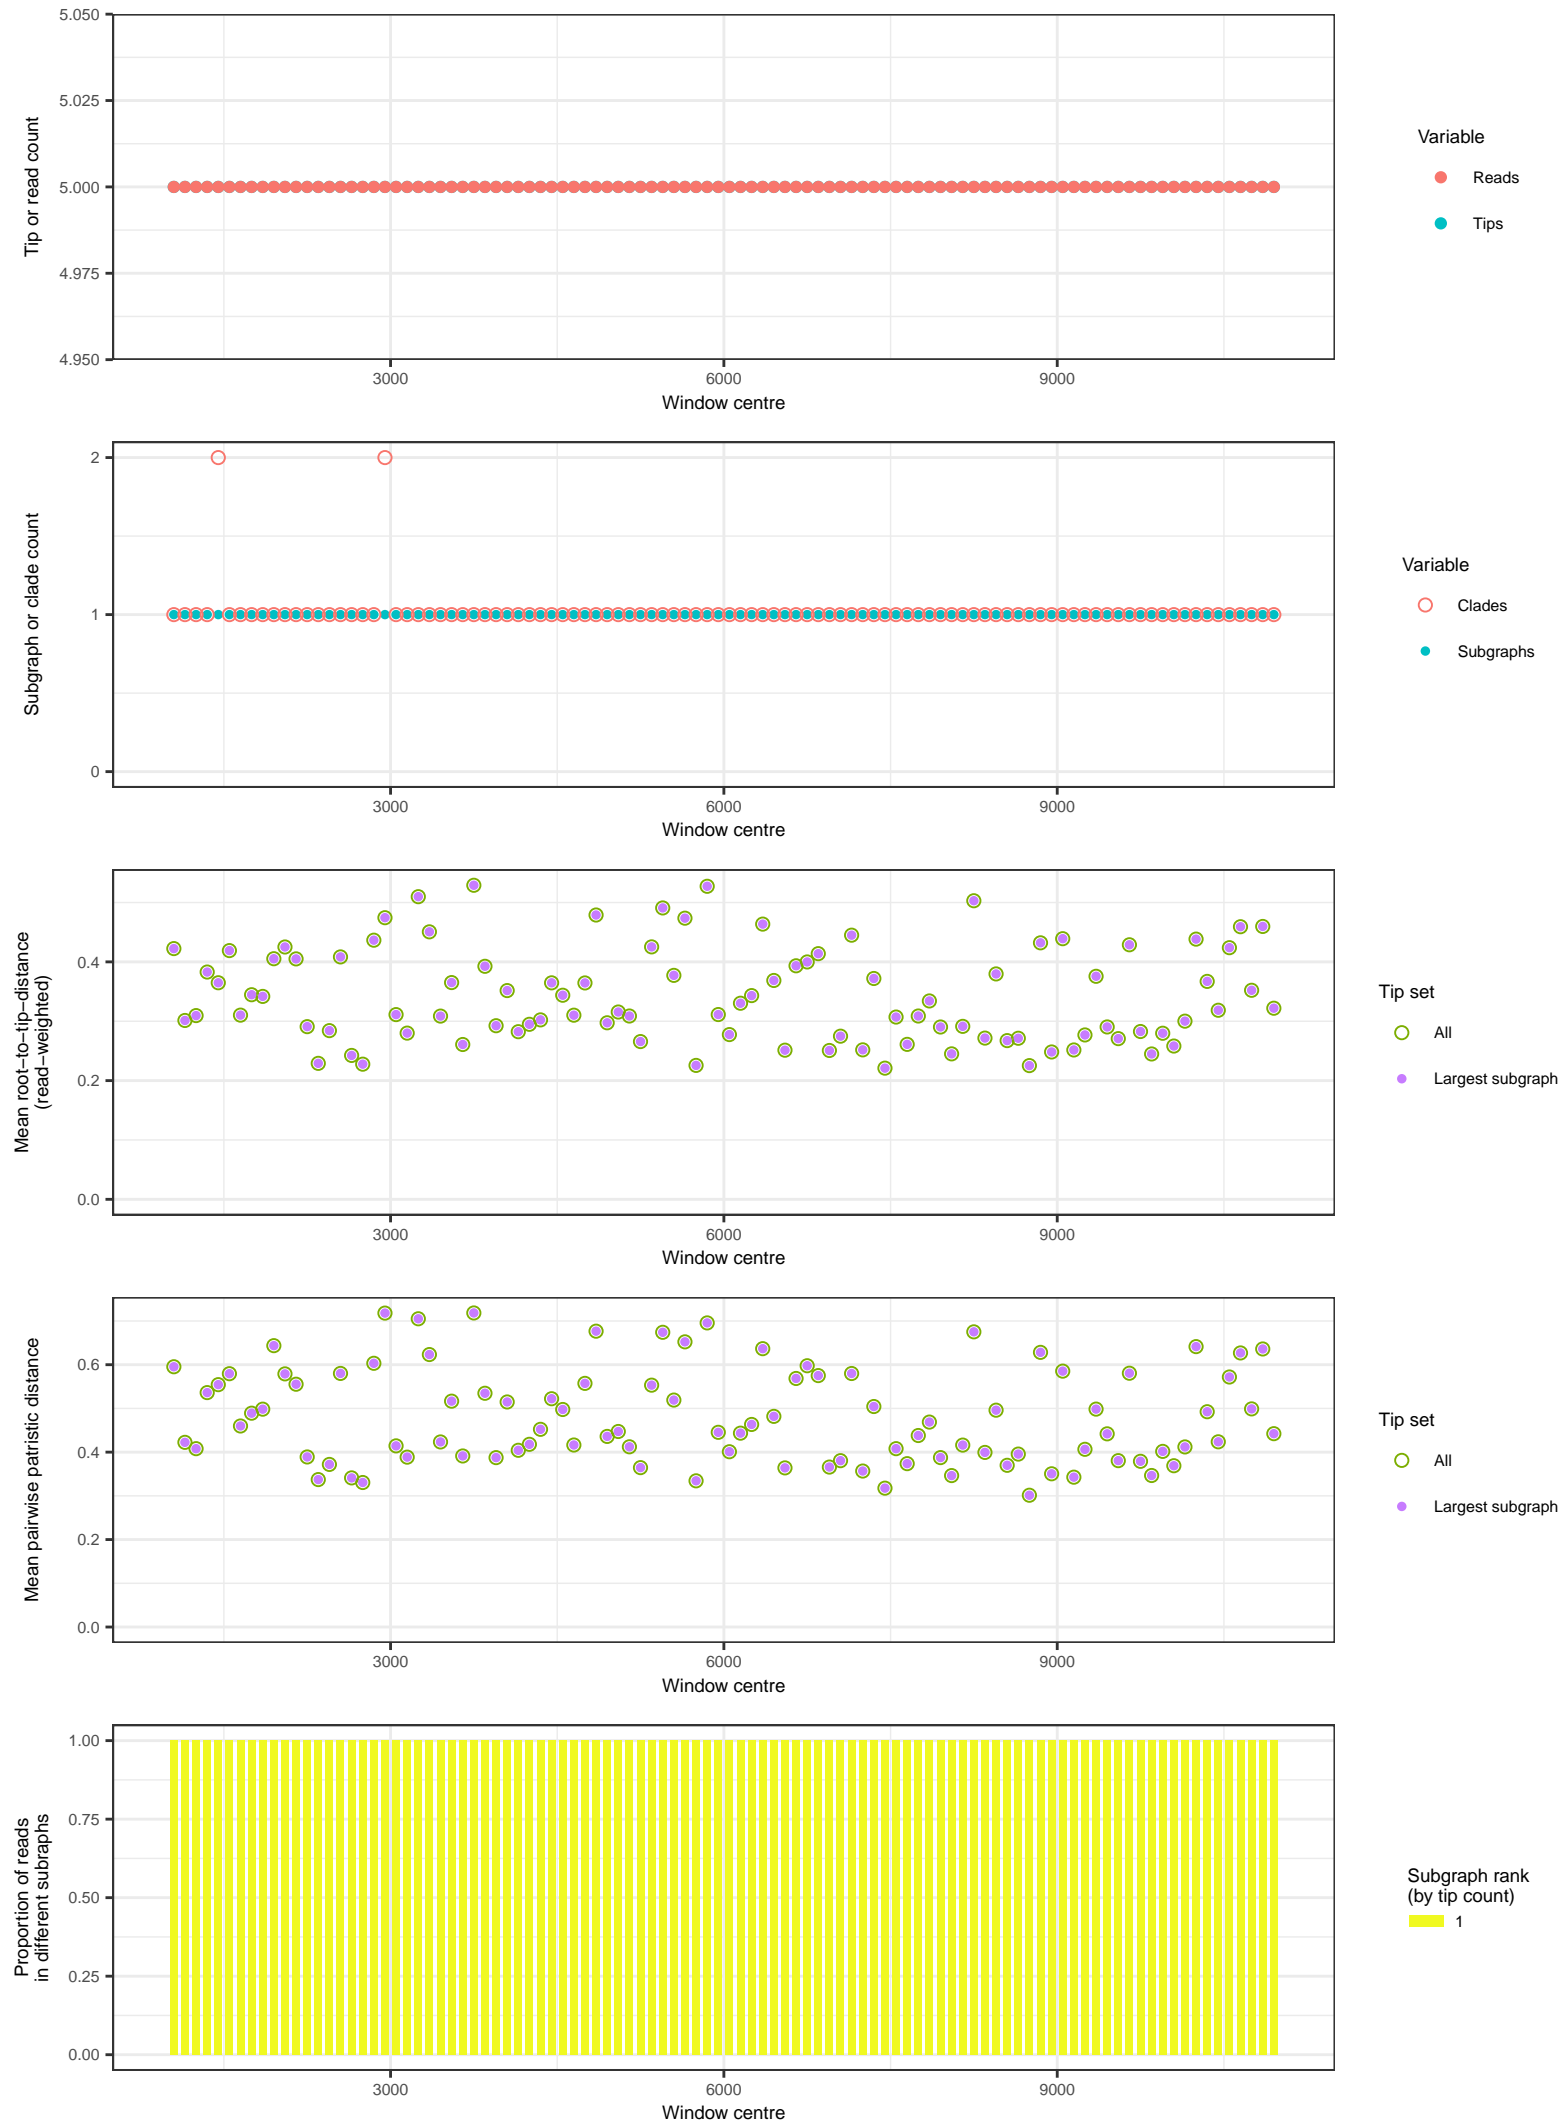 5.050
5.025
5.000
4.975
4.950
Tip or read count
3000 6000 9000
Window centre
Variable
Reads
Tips
2
1
0
Subgraph or clade count
3000 6000 9000
Window centre
Variable
Clades
Subgraphs
0.4
0.2
0.0
Mean root−to−tip−distance
(read−weighted)
3000 6000 9000
Window centre
Tip set
All
Largest subgraph
0.6
0.4
0.2
0.0
Mean pairwise patristic distance
3000 6000 9000
Window centre
Tip set
All
Largest subgraph
1.00
0.75
0.50
0.25
0.00
Proportion of reads
in different subraphs
3000 6000 9000
Window centre
Subgraph rank
(by tip count)
1